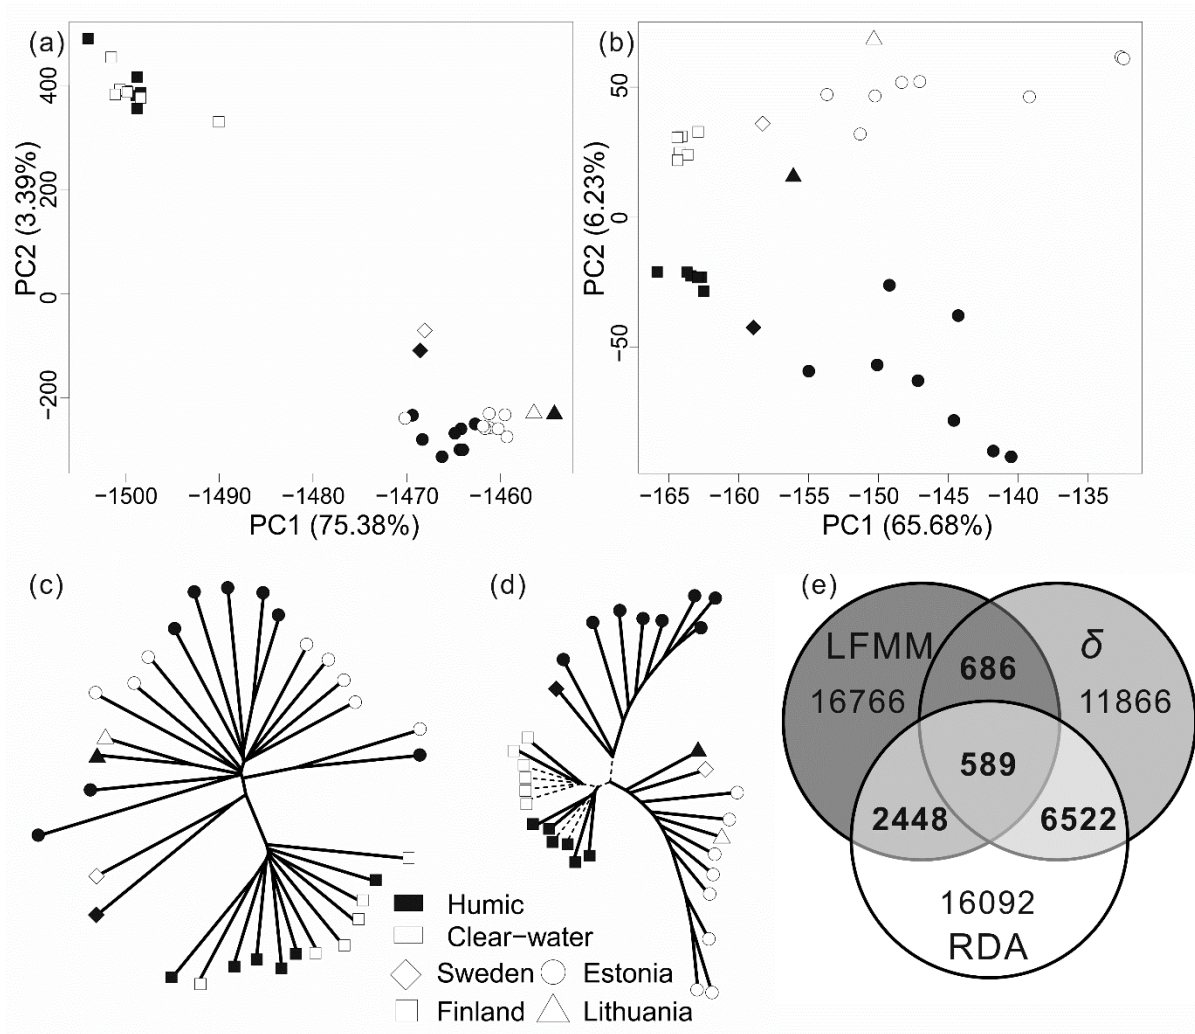 (a)
400
200
0
−200
PC2 (3.39%)
−1500
−1490
−1480
−1470
−1460
PC1 (75.38%)
(b)
50
0
−50
PC2 (6.23%)
−165
−160
−155
−150
−145
−140
−135
PC1 (65.68%)
(c)
(d)
(e)
LFMM
686
δ
16766
11866
589
2448
6522
16092
RDA
Humic
Clear−water
Sweden
Estonia
Finland
Lithuania